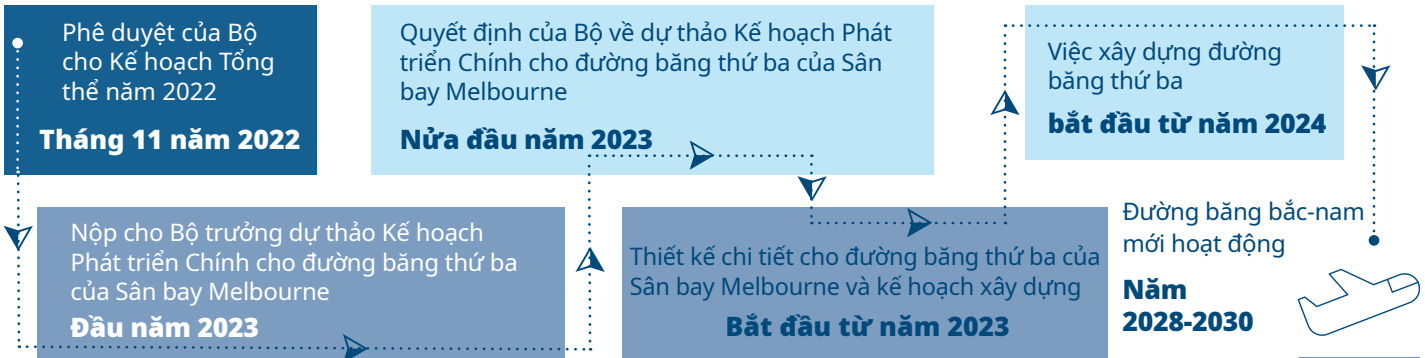 Phê duyệt của Bộ
cho Kế hoạch Tổng
thể năm 2022
Tháng 11 năm 2022
Nộp cho Bộ trưởng dự thảo Kế hoạch
Phát triển Chính cho đường băng thứ ba
của Sân bay Melbourne
Đầu năm 2023
Quyết định của Bộ về dự thảo Kế hoạch Phát
triển Chính cho đường băng thứ ba của Sân
bay Melbourne
Nửa đầu năm 2023
Thiết kế chi tiết cho đường băng thứ ba của
Sân bay Melbourne và kế hoạch xây dựng
Bắt đầu từ năm 2023
Việc xây dựng đường
băng thứ ba
bắt đầu từ năm 2024
Đường băng bắc-nam
mới hoạt động
Năm
2028-2030